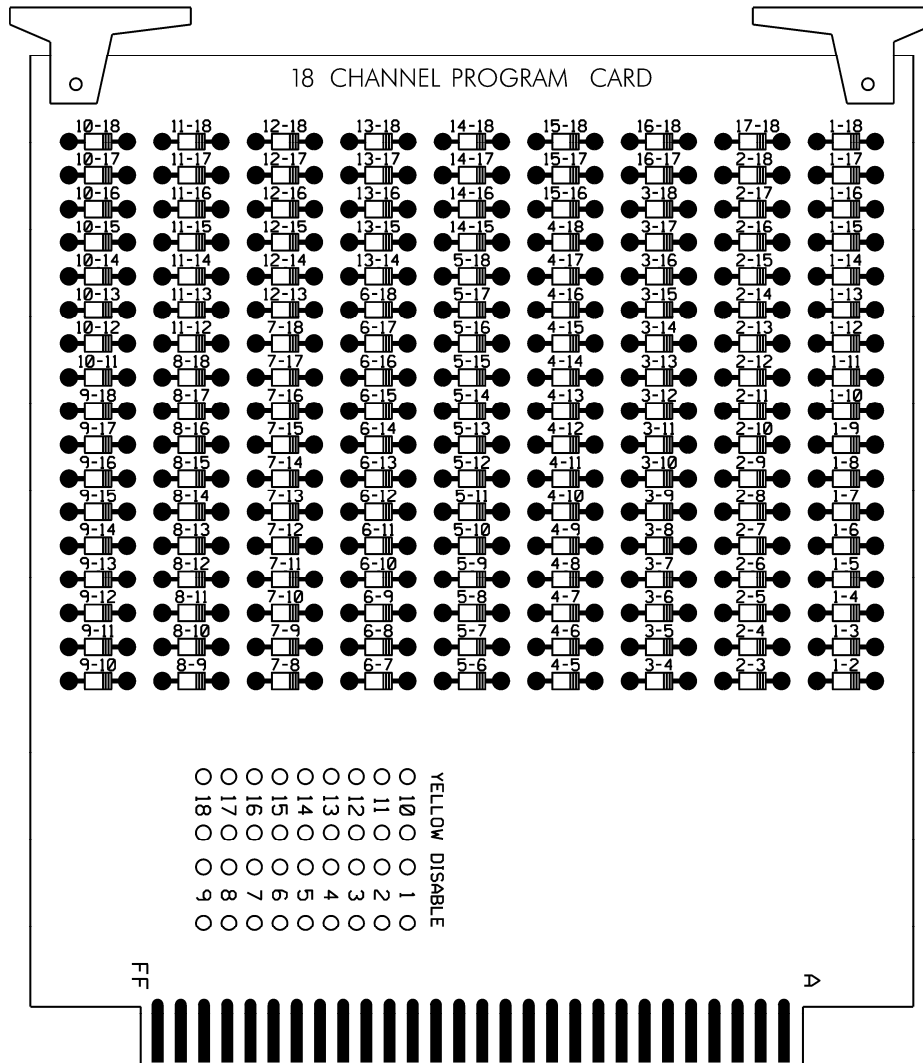 18 CHANNEL PROGRAM CARD
10-18 11-18 12-18 13-18 14-18 15-18 16-18 17-18 1-18
10-17 11-17 12-17 13-17 14-17 15-17 16-17 2-18 1-17
10-16 11-16 12-16 13-16 14-16 15-16 3-18 2-17 1-16
10-15 11-15 12-15 13-15 14-15 4-18 3-17 2-16 1-15
10-14 11-14 12-14 13-14 5-18 4-17 3-16 2-15 1-14
10-13 11-13 12-13 6-18 5-17 4-16 3-15 2-14 1-13
10-12 11-12 7-18 6-17 5-16 4-15 3-14 2-13 1-12
10-11 8-18 7-17 6-16 5-15 4-14 3-13 2-12 1-11
9-18 8-17 7-16 6-15 5-14 4-13 3-12 2-11 1-10
9-17 8-16 7-15 6-14 5-13 4-12 3-11 2-10 1-9
9-16 8-15 7-14 6-13 5-12 4-11 3-10 2-9 1-8
9-15 8-14 7-13 6-12 5-11 4-10 3-9 2-8 1-7
9-14 8-13 7-12 6-11 5-10 4-9 3-8 2-7 1-6
9-13 8-12 7-11 6-10 5-9 4-8 3-7 2-6 1-5
9-12 8-11 7-10 6-9 5-8 4-7 3-6 2-5 1-4
9-11 8-10 7-9 6-8 5-7 4-6 3-5 2-4 1-3
9-10 8-9 7-8 6-7 5-6 4-5 3-4 2-3 1-2
YELLOW DISABLE
10 1
11 2
12 3
13 4
14 5
15 6
16 7
17 8
18 9
FF
A